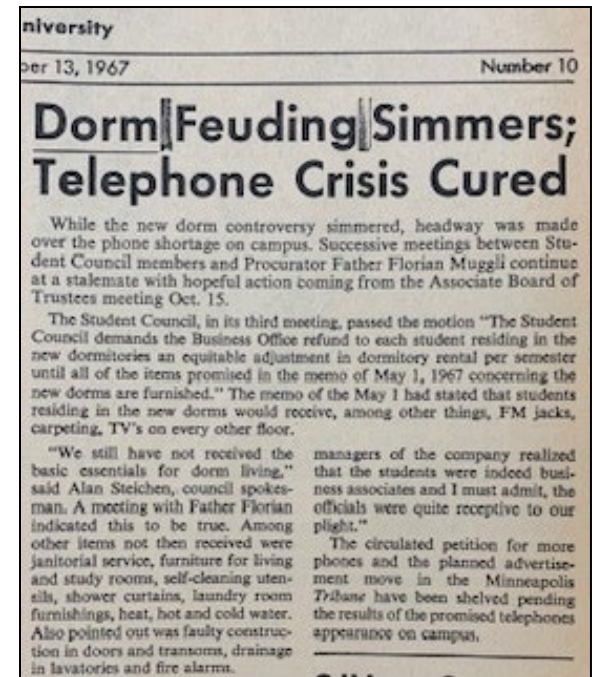 niversity
ber 13, 1967
Number 10
Dorm Feuding Simmers;
Telephone Crisis Cured
While the new dorm controversy simmered, headway was made
over the phone shortage on campus. Successive meetings between Stu-
dent Council members and Procurator Father Florian Muggli continue
at a stalemate with hopeful action coming from the Associate Board of
Trustees meeting Oct. 15.
The Student Council, in its third meeting, passed the motion "The Student
Council demands the Business Office refund to each student residing in the
new dormitories an equitable adjustment in dormitory rental per semester
until all of the items promised in the memo of May 1, 1967 concerning the
new dorms are furnished." The memo of the May 1 had stated that students
residing in the new dorms would receive, among other things, FM jacks,
carpeting, TV's on every other floor.
"We still have not received the
basic essentials for dorm living,"
said Alan Steichen, council spokes-
man. A meeting with Father Florian
indicated this to be true. Among
other items not then received were
janitorial service, furniture for living
and study rooms, self-cleaning uten-
sils, shower curtains, laundry room
furnishings, heat, hot and cold water.
Also pointed out was faulty construc-
tion in doors and transoms, drainage
in lavatories and fire alarms.
managers of the company realized
that the students were indeed busi-
ness associates and I must admit, the
officials were quite receptive to our
plight."
The circulated petition for more
phones and the planned advertise-
ment move in the Minneapolis
Tribune have been shelved pending
the results of the promised telephones
appearance on campus.